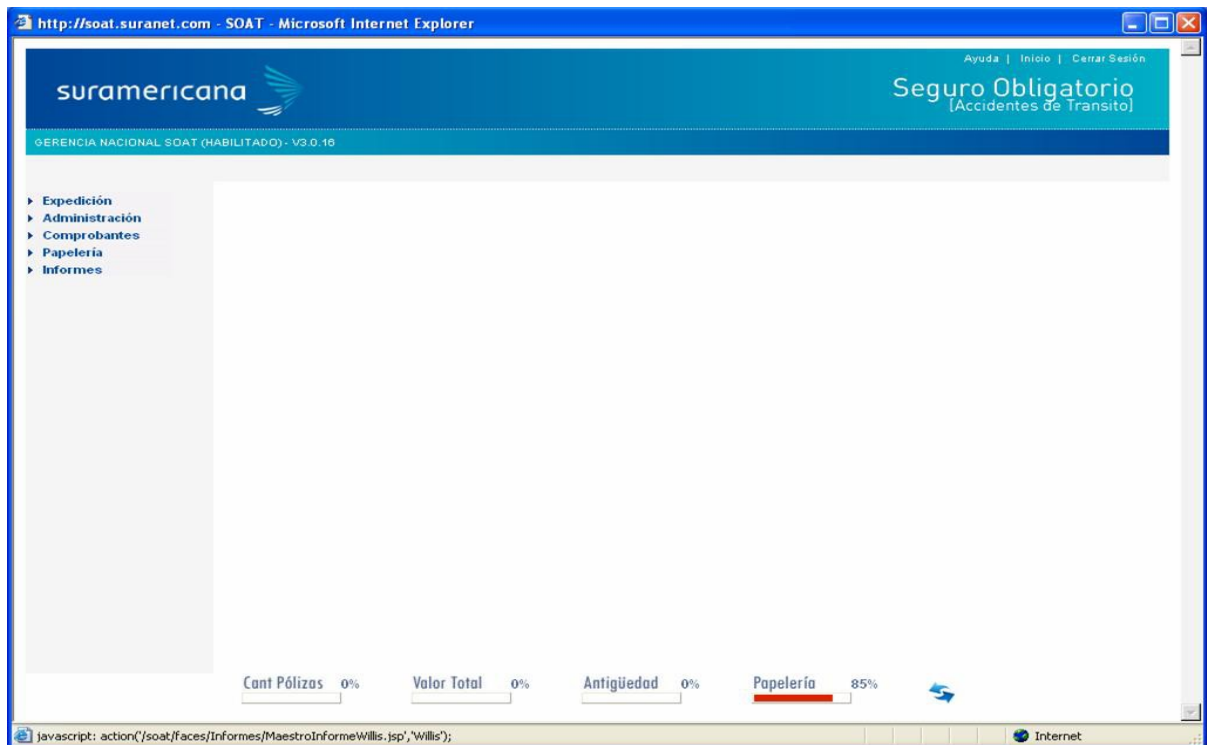 http://soat.suranet.com - SOAT - Microsoft Internet Explorer
Ayuda | Inicio | Cerrar Sesión
suramericana
Seguro Obligatorio
[Accidentes de Transito]
GERENCIA NACIONAL SOAT (HABILITADO) - V3.0.16
Expedición
Administración
Comprobantes
Papelería
Informes
Cant Pólizas 0% Valor Total 0% Antigüedad 0% Papelería 85%
javascript: action('/soat/faces/Informes/MaestroInformeWillis.jsp','Willis'); Internet